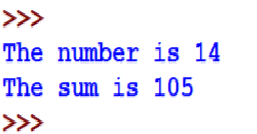 >>>
The number is 14
The sum is 105
>>>